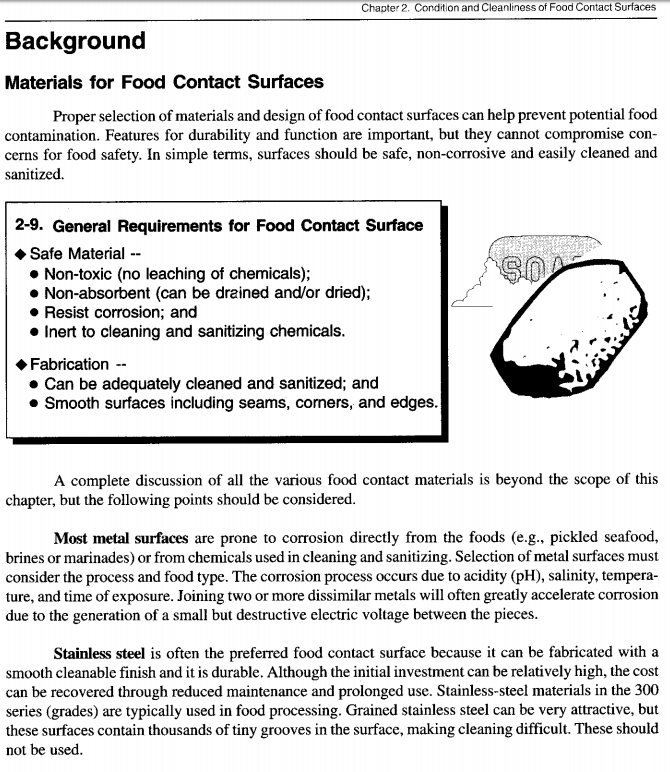 Chapter 2. Condition and Cleanliness of Food Contact Surfaces
Background
Materials for Food Contact Surfaces
Proper selection of materials and design of food contact surfaces can help prevent potential food
contamination. Features for durability and function are important, but they cannot compromise con-
cerns for food safety. In simple terms, surfaces should be safe, non-corrosive and easily cleaned and
sanitized.
2-9. General Requirements for Food Contact Surface
◆ Safe Material --
● Non-toxic (no leaching of chemicals);
● Non-absorbent (can be drained and/or dried);
● Resist corrosion; and
● Inert to cleaning and sanitizing chemicals.
◆ Fabrication --
● Can be adequately cleaned and sanitized; and
● Smooth surfaces including seams, corners, and edges.
SOA
A complete discussion of all the various food contact materials is beyond the scope of this
chapter, but the following points should be considered.
Most metal surfaces are prone to corrosion directly from the foods (e.g., pickled seafood,
brines or marinades) or from chemicals used in cleaning and sanitizing. Selection of metal surfaces must
consider the process and food type. The corrosion process occurs due to acidity (pH), salinity, tempera-
ture, and time of exposure. Joining two or more dissimilar metals will often greatly accelerate corrosion
due to the generation of a small but destructive electric voltage between the pieces.
Stainless steel is often the preferred food contact surface because it can be fabricated with a
smooth cleanable finish and it is durable. Although the initial investment can be relatively high, the cost
can be recovered through reduced maintenance and prolonged use. Stainless-steel materials in the 300
series (grades) are typically used in food processing. Grained stainless steel can be very attractive, but
these surfaces contain thousands of tiny grooves in the surface, making cleaning difficult. These should
not be used.